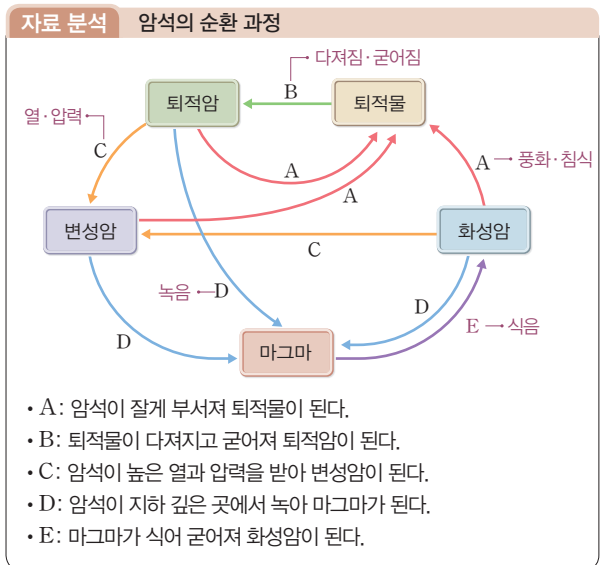 자료 분석 암석의 순환 과정
다져짐·굳어짐
B
퇴적암
퇴적물
열·압력
C
A
A
A
풍화·침식
변성암
화성암
C
녹음
D
D
D
E
식음
마그마
• A: 암석이 잘게 부서져 퇴적물이 된다.
• B: 퇴적물이 다져지고 굳어져 퇴적암이 된다.
• C: 암석이 높은 열과 압력을 받아 변성암이 된다.
• D: 암석이 지하 깊은 곳에서 녹아 마그마가 된다.
• E: 마그마가 식어 굳어져 화성암이 된다.